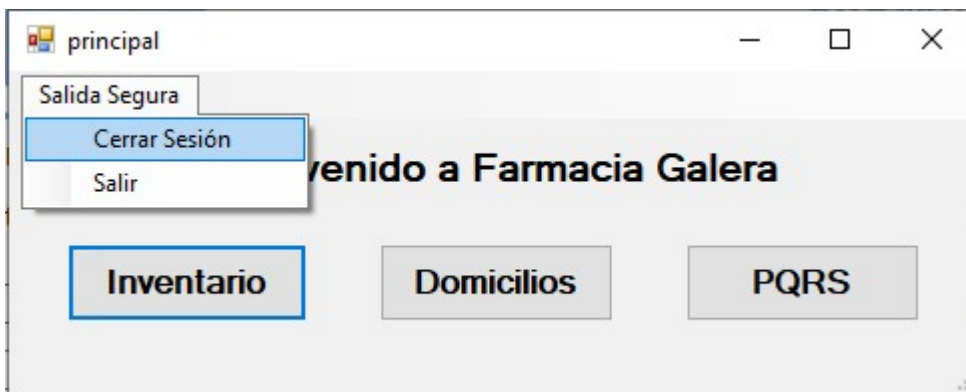 principal
Salida Segura
Cerrar Sesión
Salir
venido a Farmacia Galera
Inventario
Domicilios
PQRS